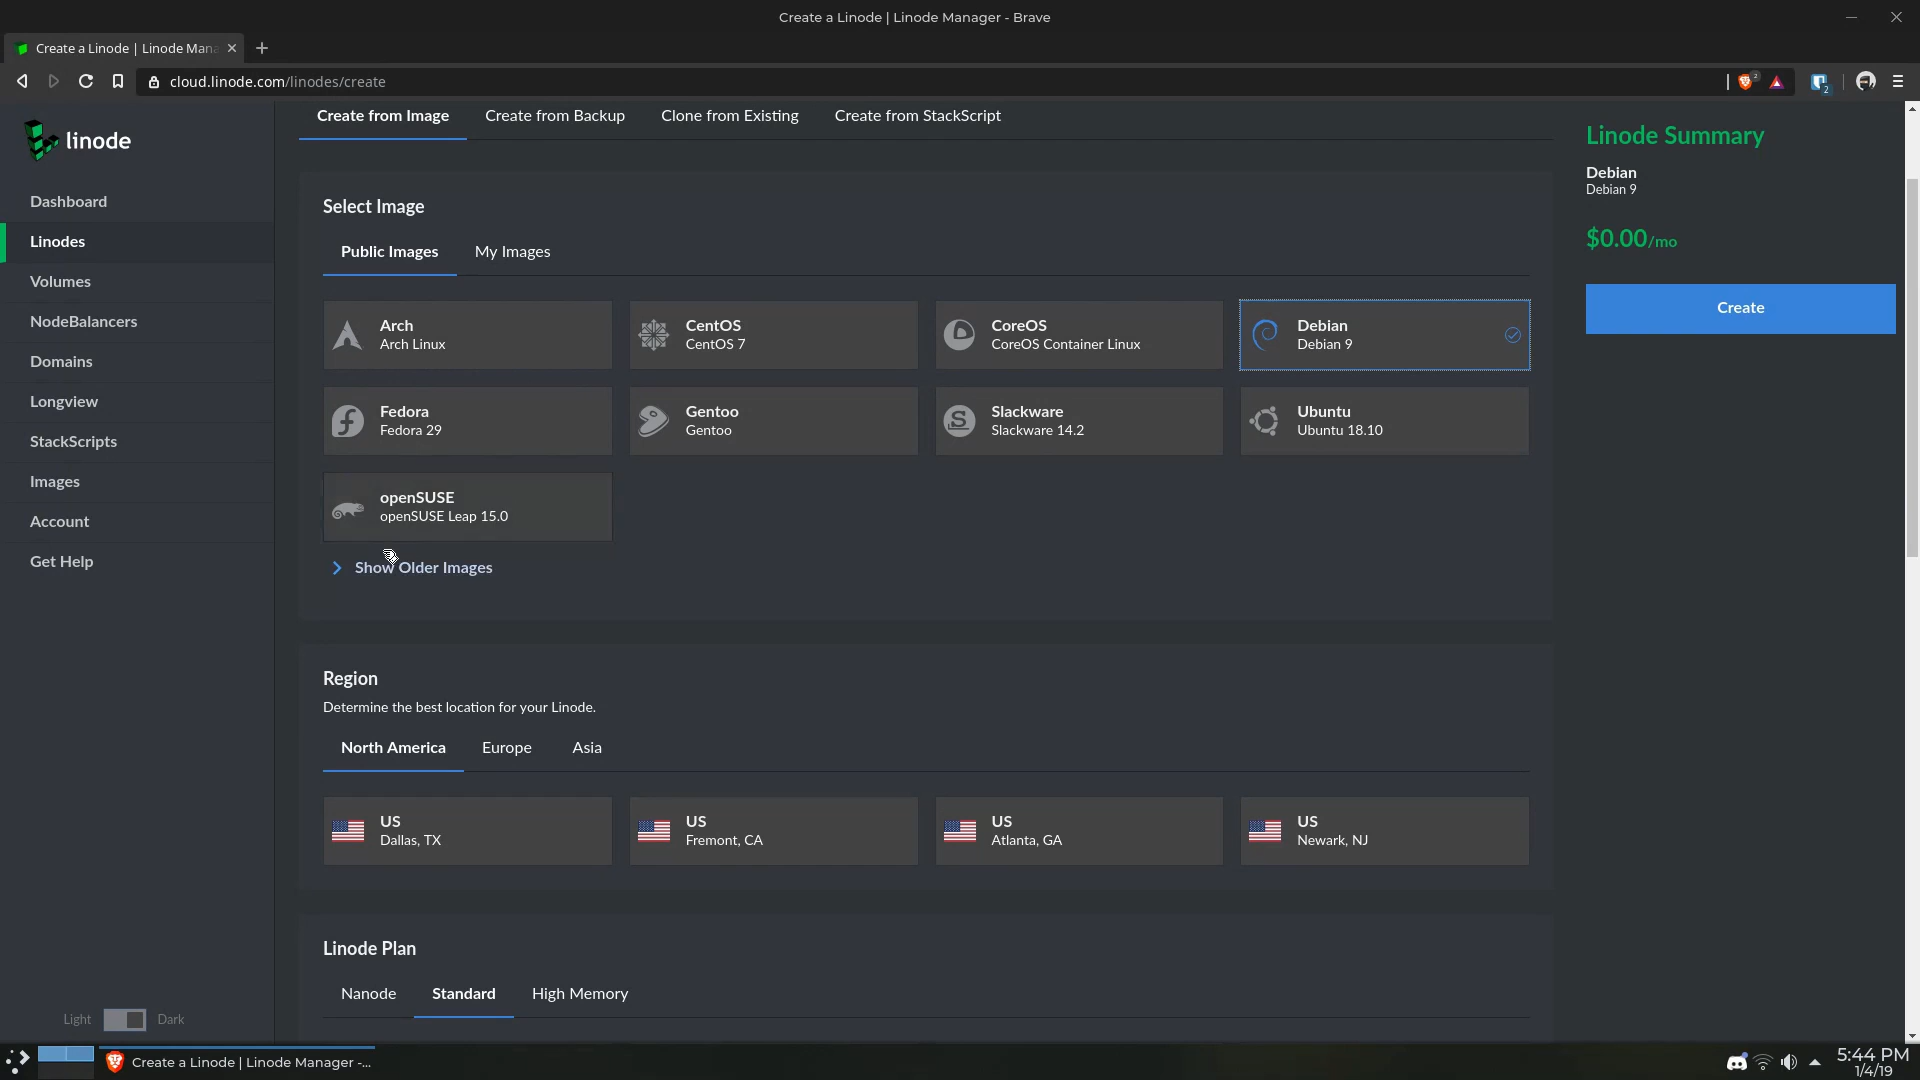 Create a Linode | Linode Manager - Brave
Create a Linode | Linode Mana
cloud.linode.com/linodes/create
2
2
linode
Dashboard
Linodes
Volumes
NodeBalancers
Domains
Longview
StackScripts
Images
Account
Get Help
Light Dark
Create from Image Create from Backup Clone from Existing Create from StackScript
Select Image
Public Images My Images
Arch
Arch Linux
CentOS
CentOS 7
CoreOS
CoreOS Container Linux
Debian
Debian 9
Fedora
Fedora 29
Gentoo
Gentoo
Slackware
Slackware 14.2
Ubuntu
Ubuntu 18.10
openSUSE
openSUSE Leap 15.0
Show Older Images
Region
Determine the best location for your Linode.
North America Europe Asia
US
Dallas, TX
US
Fremont, CA
US
Atlanta, GA
US
Newark, NJ
Linode Plan
Nanode Standard High Memory
Linode Summary
Debian
Debian 9
$0.00/mo
Create
Create a Linode | Linode Manager -...
5:44 PM
1/4/19